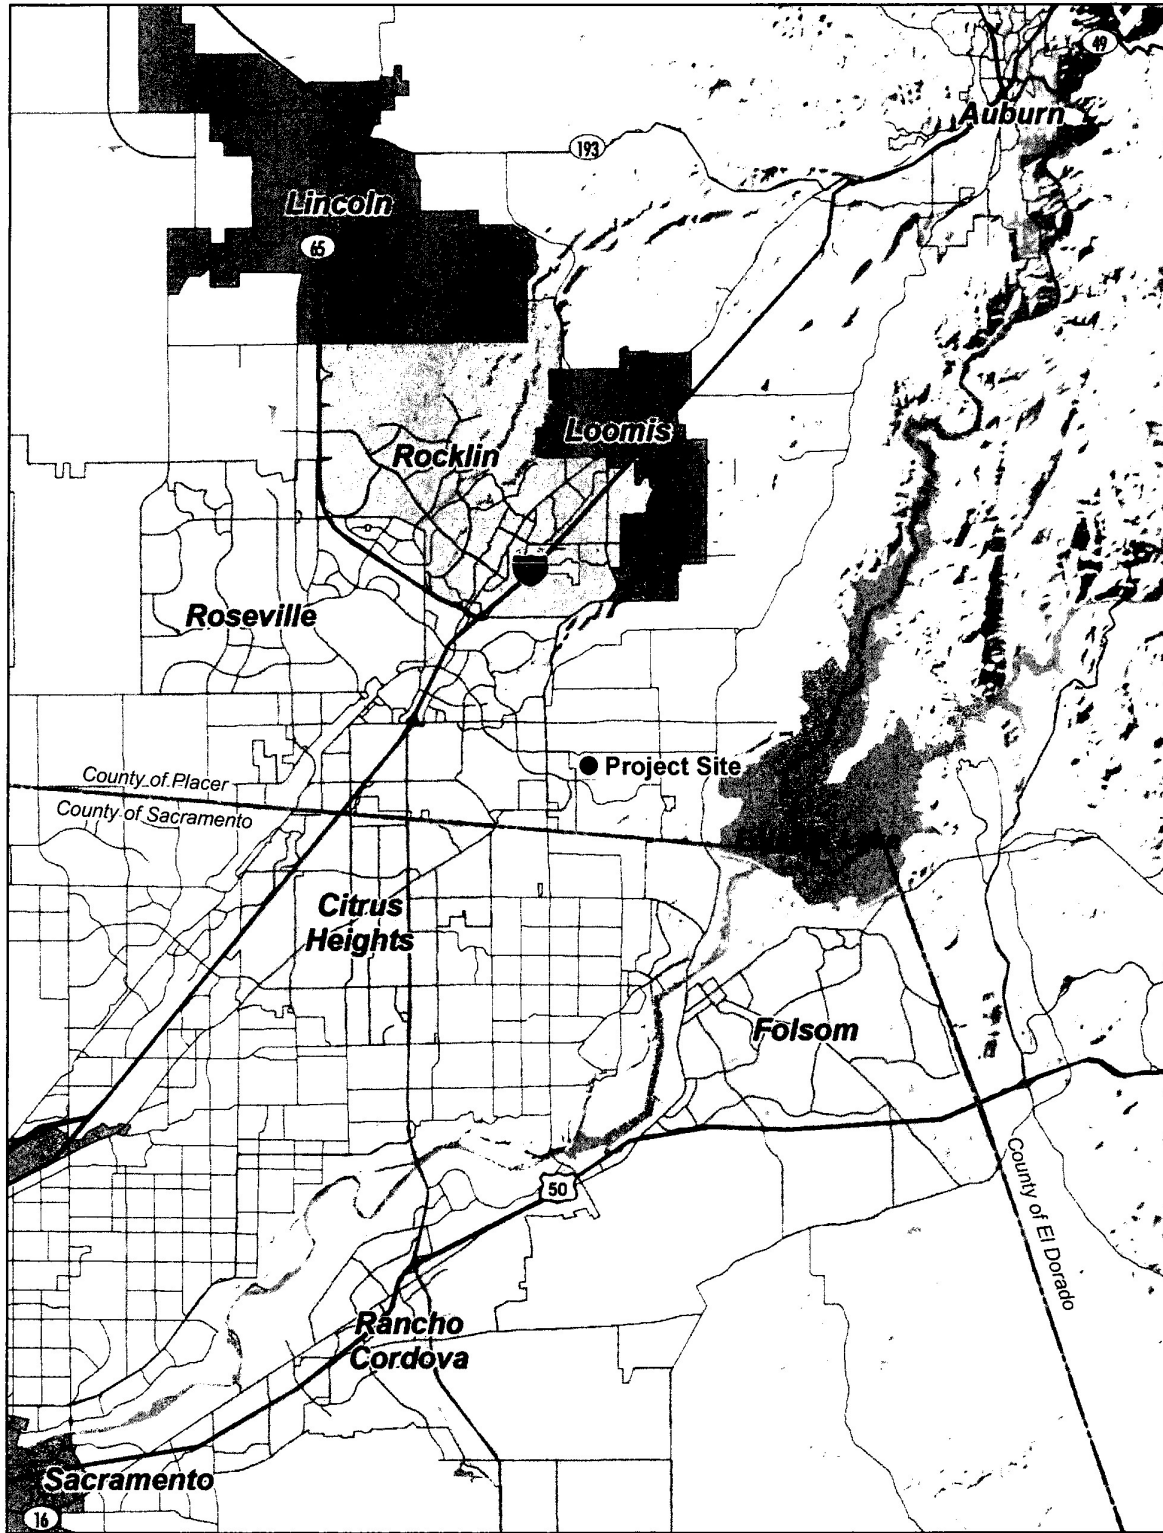 49
Auburn
193
Lincoln
65
Loomis
Rocklin
Roseville
Project Site
County of Placer
County of Sacramento
Citrus
Heights
Folsom
50
County of El Dorado
Rancho
Cordova
Sacramento
16